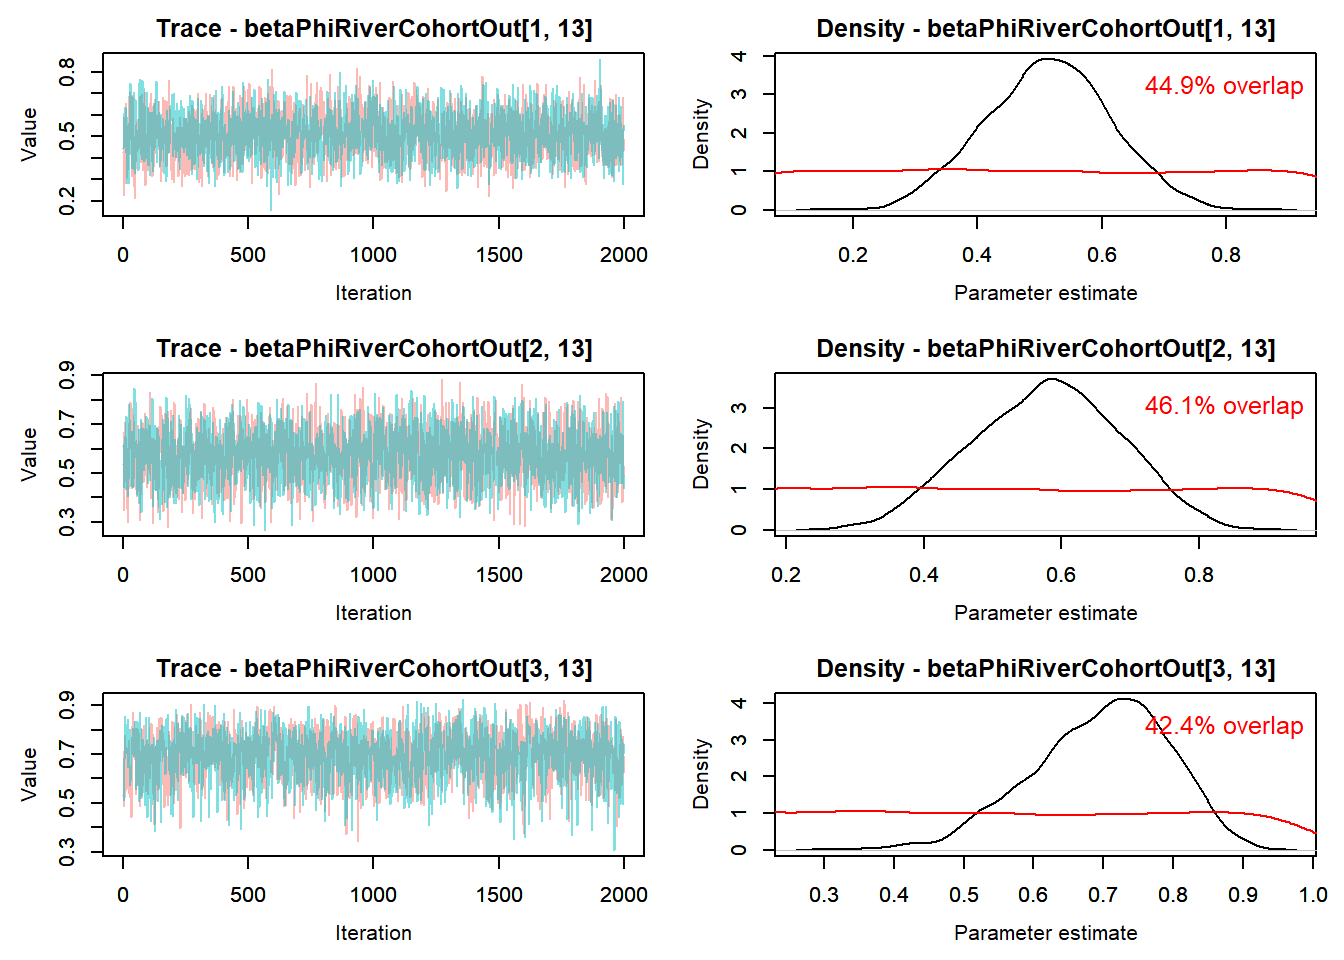 Trace - betaPhiRiverCohortOut[1, 13]
Value
0.2 0.5 0.8
0 500 1000 1500 2000
Iteration
Density - betaPhiRiverCohortOut[1, 13]
44.9% overlap
Density
0 1 2 3 4
0.2 0.4 0.6 0.8
Parameter estimate
Trace - betaPhiRiverCohortOut[2, 13]
Value
0.3 0.5 0.7 0.9
0 500 1000 1500 2000
Iteration
Density - betaPhiRiverCohortOut[2, 13]
46.1% overlap
Density
0 1 2 3
0.2 0.4 0.6 0.8
Parameter estimate
Trace - betaPhiRiverCohortOut[3, 13]
Value
0.3 0.5 0.7 0.9
0 500 1000 1500 2000
Iteration
Density - betaPhiRiverCohortOut[3, 13]
42.4% overlap
Density
0 1 2 3 4
0.3 0.4 0.5 0.6 0.7 0.8 0.9 1.0
Parameter estimate